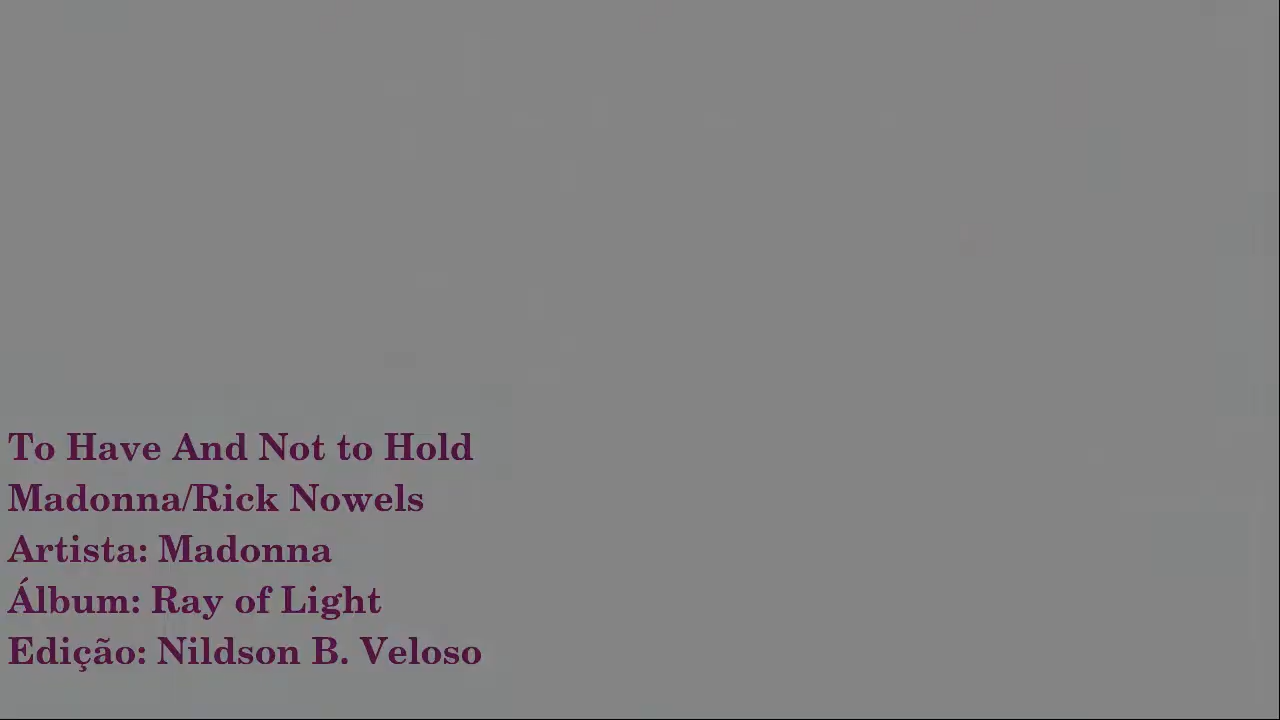 To Have And Not to Hold
Madonna/Rick Nowels
Artista: Madonna
Álbum: Ray of Light
Edição: Nildson B. Veloso